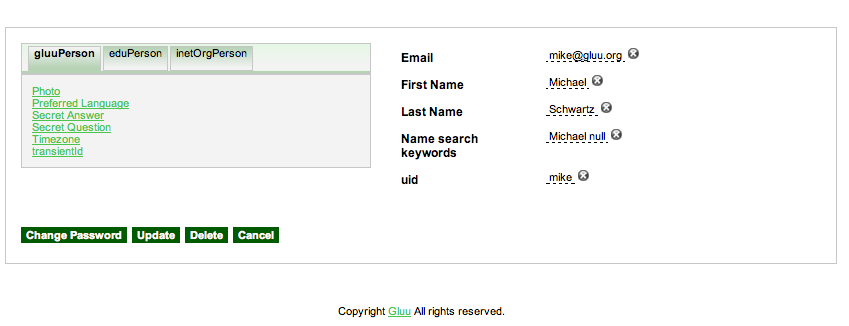 gluuPerson eduPerson inetOrgPerson
Photo
Preferred Language
Secret Answer
Secret Question
Timezone
transientId
Email mike@gluu.org
First Name Michael
Last Name Schwartz
Name search Michael null
keywords
uid mike
Change Password Update Delete Cancel
Copyright Gluu All rights reserved.